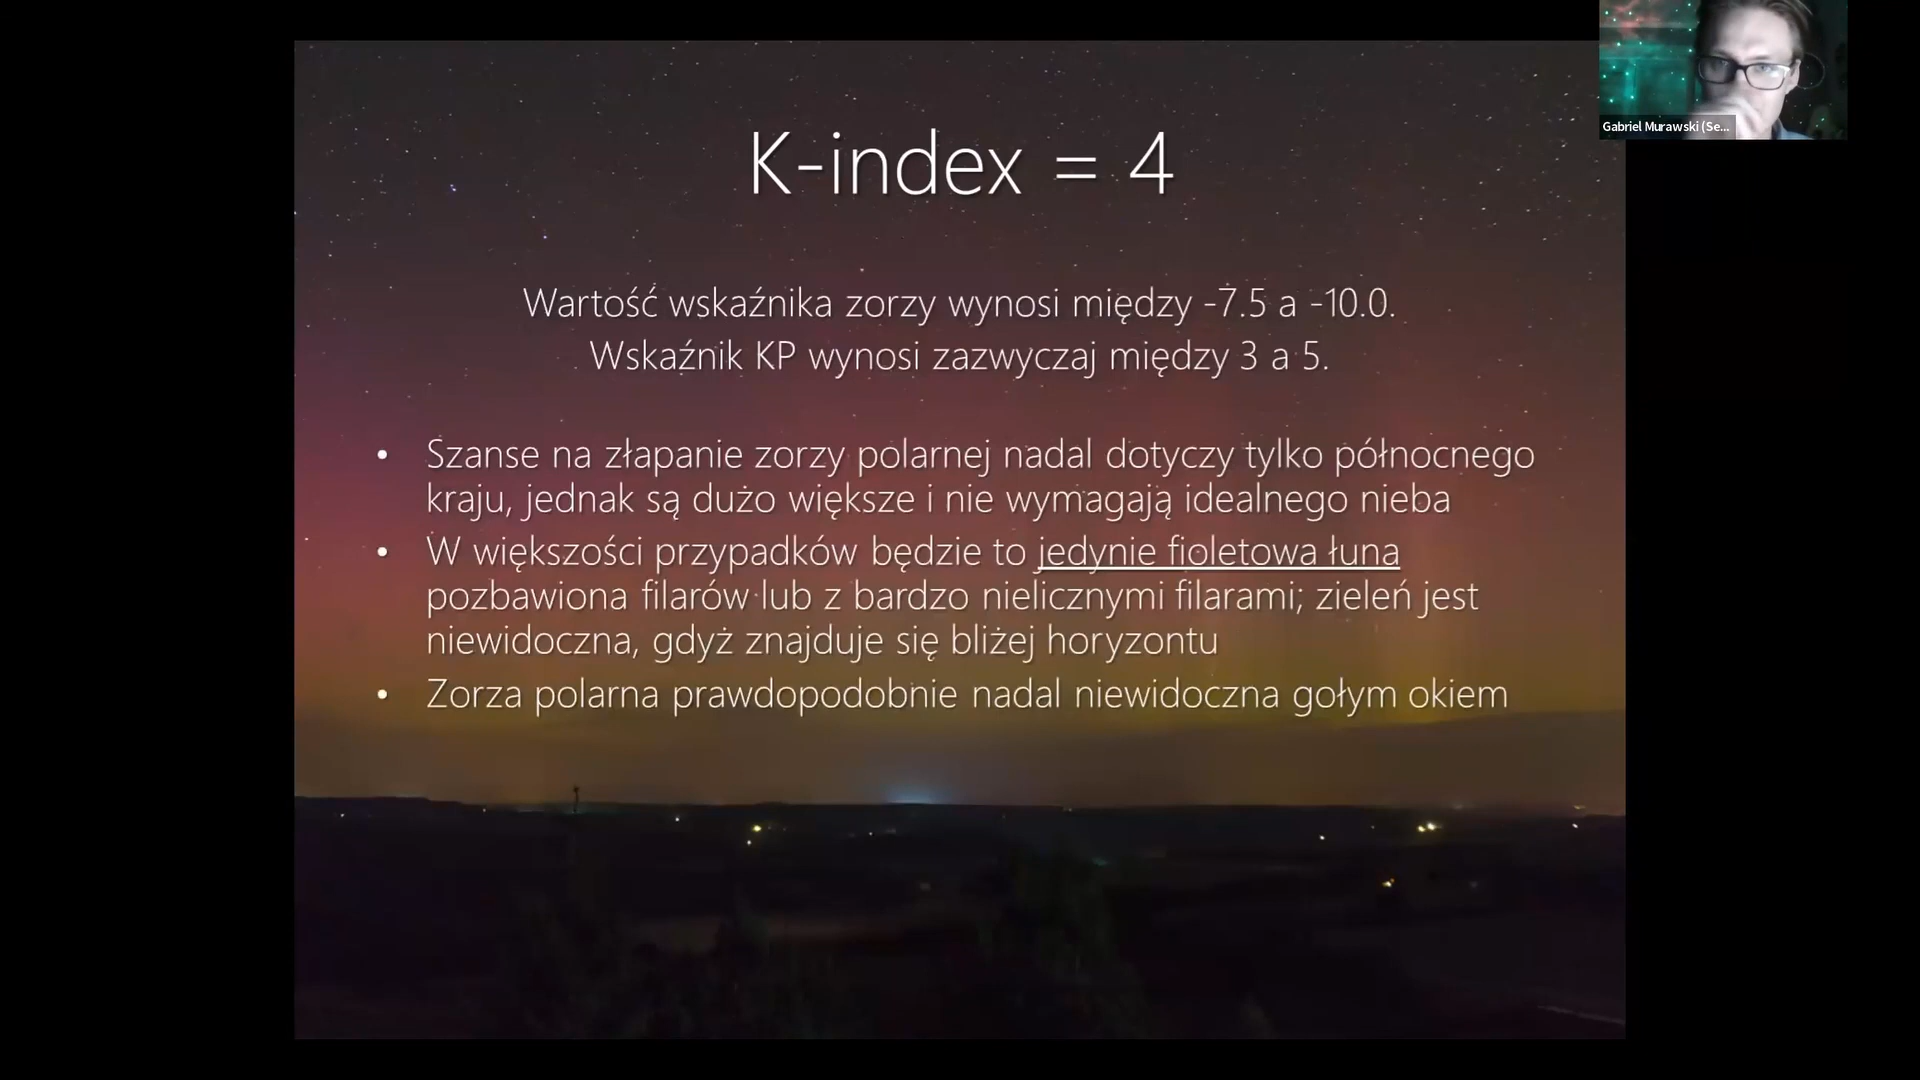 K-index = 4
Gabriel Murawski (Se...
Wartość wskaźnika zorzy wynosi między -7.5 a -10.0.
Wskaźnik KP wynosi zazwyczaj między 3 a 5.
• Szanse na złapanie zorzy polarnej nadal dotyczy tylko północnego
kraju, jednak są dużo większe i nie wymagają idealnego nieba
• W większości przypadków będzie to jedynie fioletowa łuna
pozbawiona filarów lub z bardzo nielicznymi filarami; zieleń jest
niewidoczna, gdyż znajduje się bliżej horyzontu
• Zorza polarna prawdopodobnie nadal niewidoczna gołym okiem